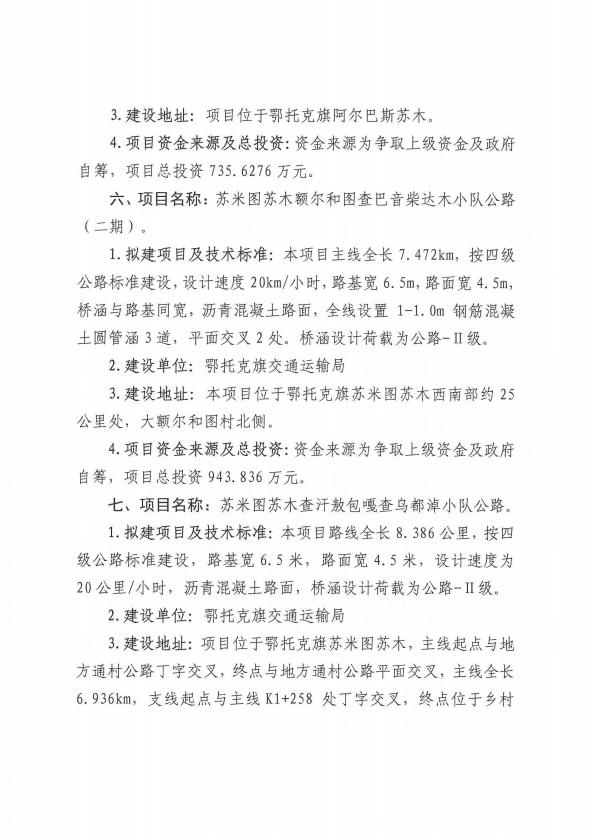 3. 建设地址：项目位于鄂托克旗阿尔巴斯苏木。
4. 项目资金来源及总投资：资金来源为争取上级资金及政府
自筹，项目总投资 735.6276 万元。
六、项目名称：苏米图苏木额尔和图查巴音柴达木小队公路
（二期）。
1. 拟建项目及技术标准：本项目主线全长 7.472km，按四级
公路标准建设，设计速度 20km/小时，路基宽 6.5m，路面宽 4.5m，
桥涵与路基同宽，沥青混凝土路面，全线设置 1-1.0m 钢筋混凝
土圆管涵 3 道，平面交叉 2 处。桥涵设计荷载为公路-Ⅱ级。
2. 建设单位：鄂托克旗交通运输局
3. 建设地址：本项目位于鄂托克旗苏米图苏木西南部约 25
公里处，大额尔和图村北侧。
4. 项目资金来源及总投资：资金来源为争取上级资金及政府
自筹，项目总投资 943.836 万元。
七、项目名称：苏米图苏木查汗敖包嘎查乌都淖小队公路。
1. 拟建项目及技术标准：本项目路线全长 8.386 公里，按四
级公路标准建设，路基宽 6.5 米，路面宽 4.5 米，设计速度为
20 公里/小时，沥青混凝土路面，桥涵设计荷载为公路-Ⅱ级。
2. 建设单位：鄂托克旗交通运输局
3. 建设地址：项目位于鄂托克旗苏米图苏木，主线起点与地
方通村公路丁字交叉，终点与地方通村公路平面交叉，主线全长
6.936km，支线起点与主线 K1+258 处丁字交叉，终点位于乡村